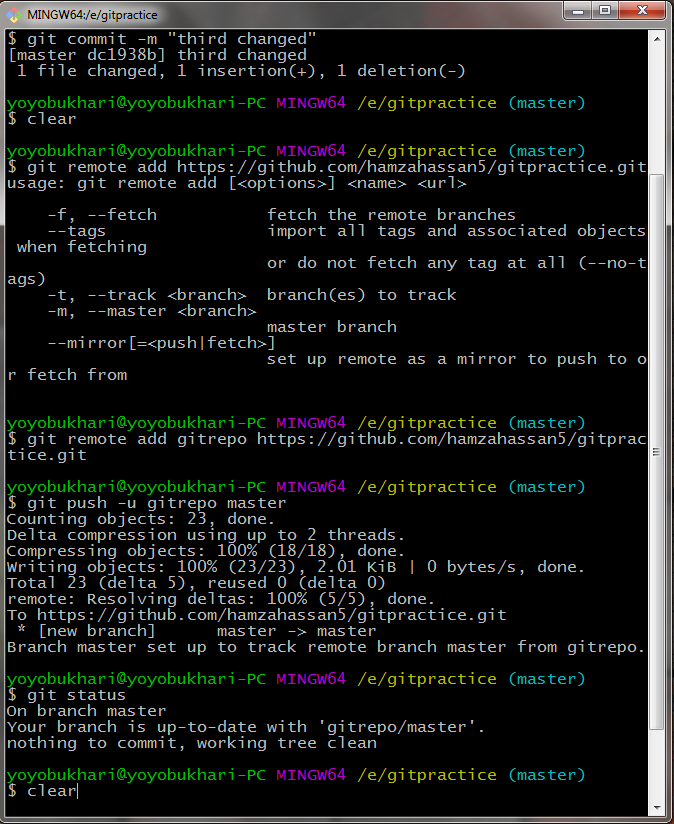 MINGW64:/e/gitpractice
$ git commit -m "third changed"
[master dc1938b] third changed
 1 file changed, 1 insertion(+), 1 deletion(-)
yoyobukhari@yoyobukhari-PC MINGW64 /e/gitpractice (master)
$ clear
yoyobukhari@yoyobukhari-PC MINGW64 /e/gitpractice (master)
$ git remote add https://github.com/hamzahassan5/gitpractice.git
usage: git remote add [<options>] <name> <url>
    -f, --fetch           fetch the remote branches
    --tags                import all tags and associated objects
 when fetching
                          or do not fetch any tag at all (--no-t
ags)
    -t, --track <branch>  branch(es) to track
    -m, --master <branch>
                          master branch
    --mirror[=<push|fetch>]
                          set up remote as a mirror to push to o
r fetch from
yoyobukhari@yoyobukhari-PC MINGW64 /e/gitpractice (master)
$ git remote add gitrepo https://github.com/hamzahassan5/gitprac
tice.git
yoyobukhari@yoyobukhari-PC MINGW64 /e/gitpractice (master)
$ git push -u gitrepo master
Counting objects: 23, done.
Delta compression using up to 2 threads.
Compressing objects: 100% (18/18), done.
Writing objects: 100% (23/23), 2.01 KiB | 0 bytes/s, done.
Total 23 (delta 5), reused 0 (delta 0)
remote: Resolving deltas: 100% (5/5), done.
To https://github.com/hamzahassan5/gitpractice.git
 * [new branch]      master -> master
Branch master set up to track remote branch master from gitrepo.
yoyobukhari@yoyobukhari-PC MINGW64 /e/gitpractice (master)
$ git status
On branch master
Your branch is up-to-date with 'gitrepo/master'.
nothing to commit, working tree clean
yoyobukhari@yoyobukhari-PC MINGW64 /e/gitpractice (master)
$ clear